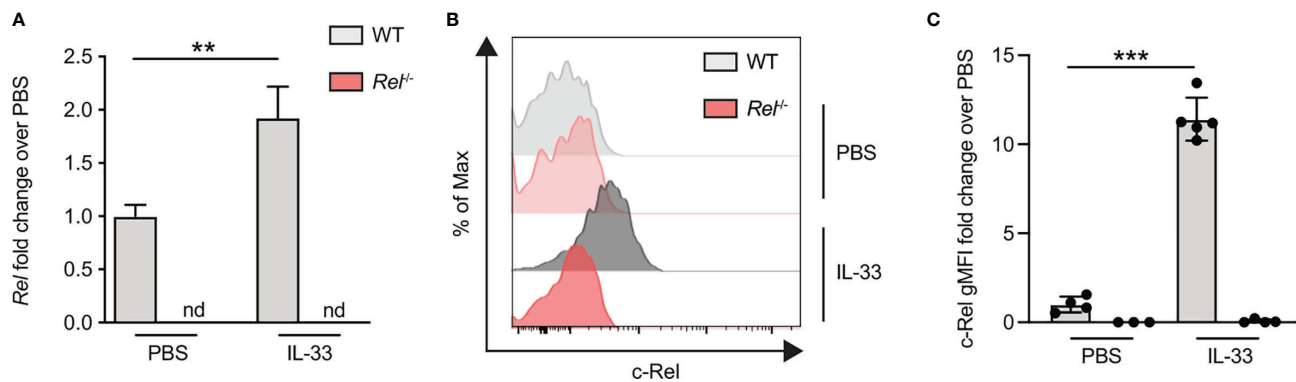 A
Rel fold change over PBS
2.5
2.0
1.5
1.0
0.5
0.0
**
WT
Rel-/-
nd
nd
PBS
IL-33
B
% of Max
WT
Rel-/-
PBS
IL-33
c-Rel
C
c-Rel gMFI fold change over PBS
15
10
5
0
***
PBS
IL-33